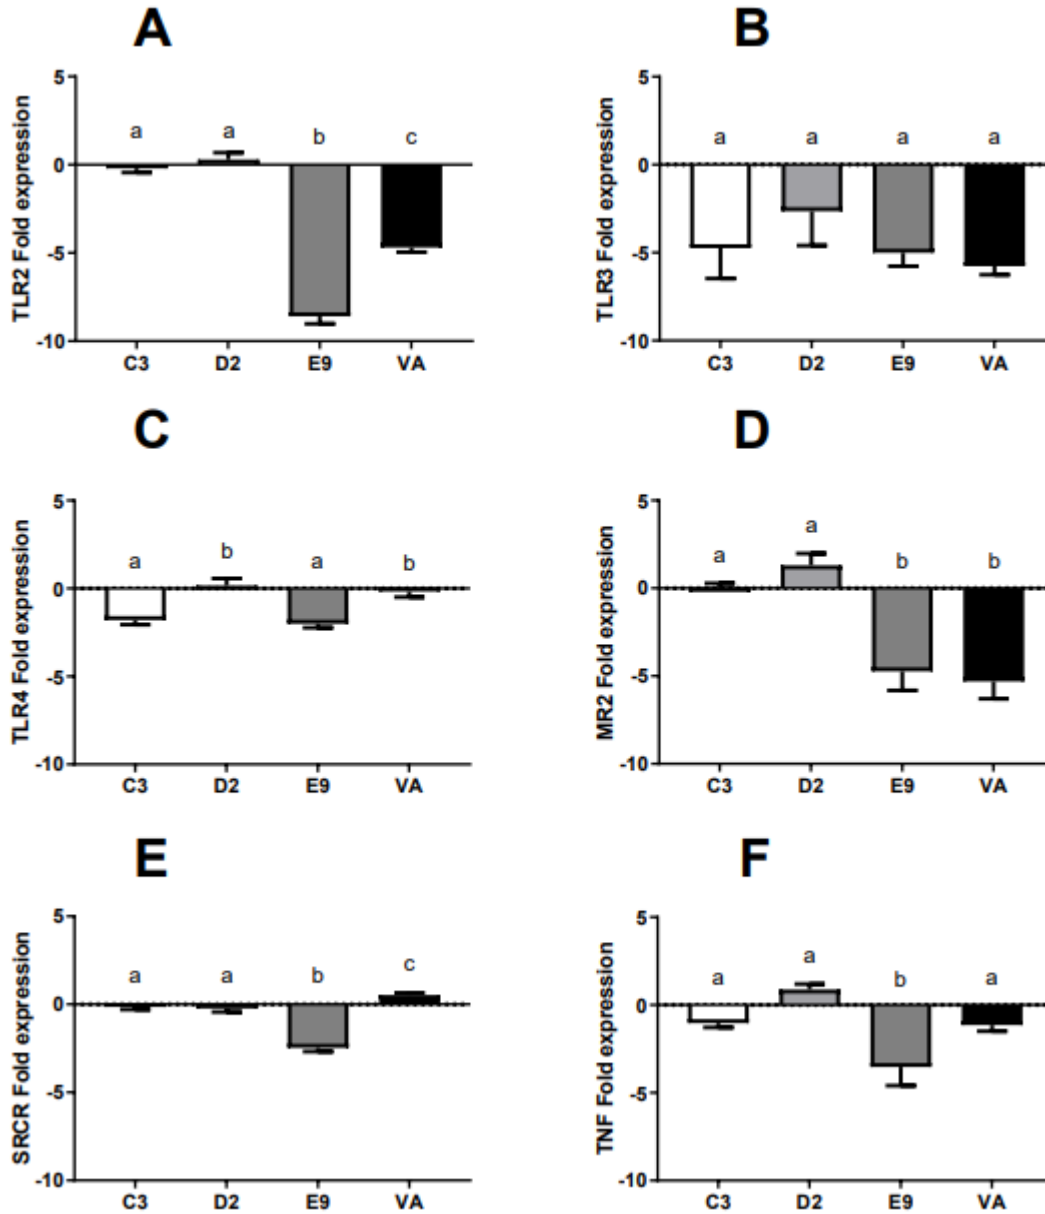 A
B
TLR2 Fold expression
5
0
-5
-10
a
a
b
c
C3
D2
E9
VA
TLR3 Fold expression
5
0
-5
-10
a
a
a
a
C3
D2
E9
VA
C
D
TLR4 Fold expression
5
0
-5
-10
a
b
a
b
C3
D2
E9
VA
MR2 Fold expression
5
0
-5
-10
a
a
b
b
C3
D2
E9
VA
E
F
SRCR Fold expression
5
0
-5
-10
a
a
b
c
C3
D2
E9
VA
TNF Fold expression
5
0
-5
-10
a
a
b
a
C3
D2
E9
VA